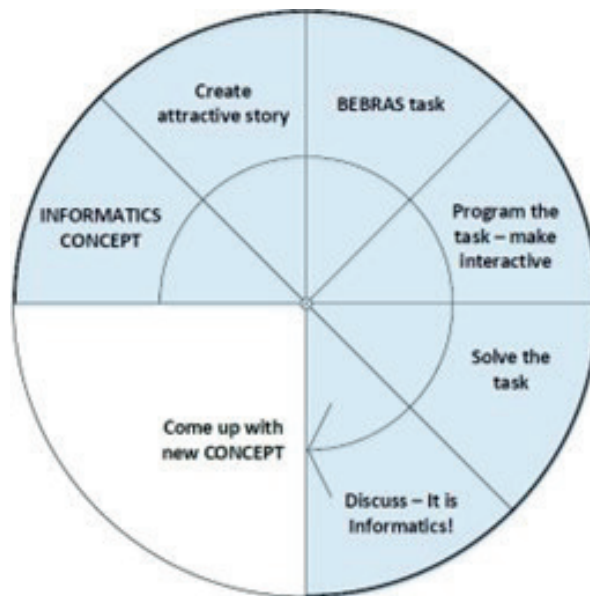 Create
attractive story
BEBRAS task
INFORMATICS
CONCEPT
Program the
task – make
interactive
Solve the
task
Come up with
new CONCEPT
Discuss – It is
Informatics!